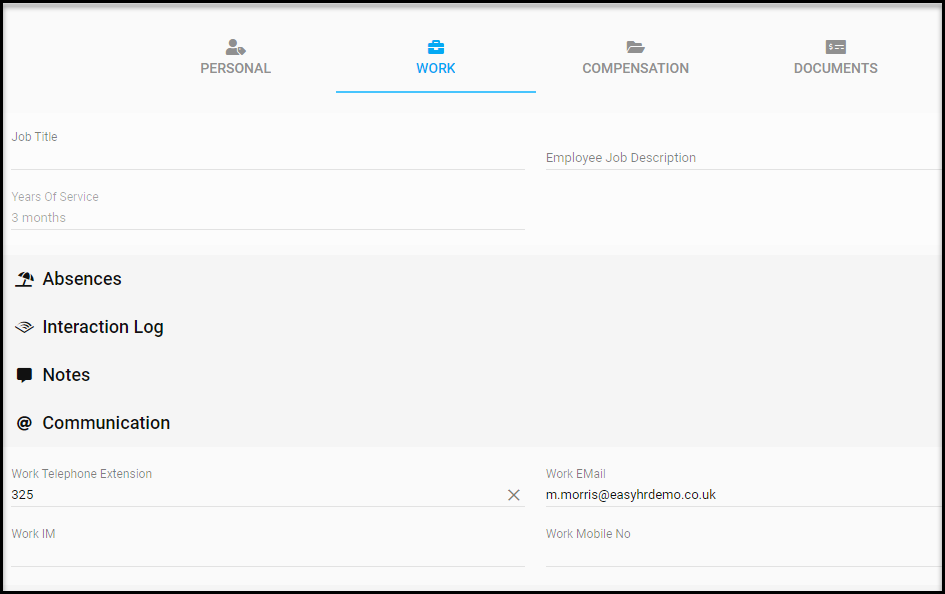 PERSONAL WORK COMPENSATION DOCUMENTS
Job Title
Employee Job Description
Years Of Service
3 months
Absences
Interaction Log
Notes
@ Communication
Work Telephone Extension Work EMail
325 m.morris@easyhrdemo.co.uk
Work IM Work Mobile No